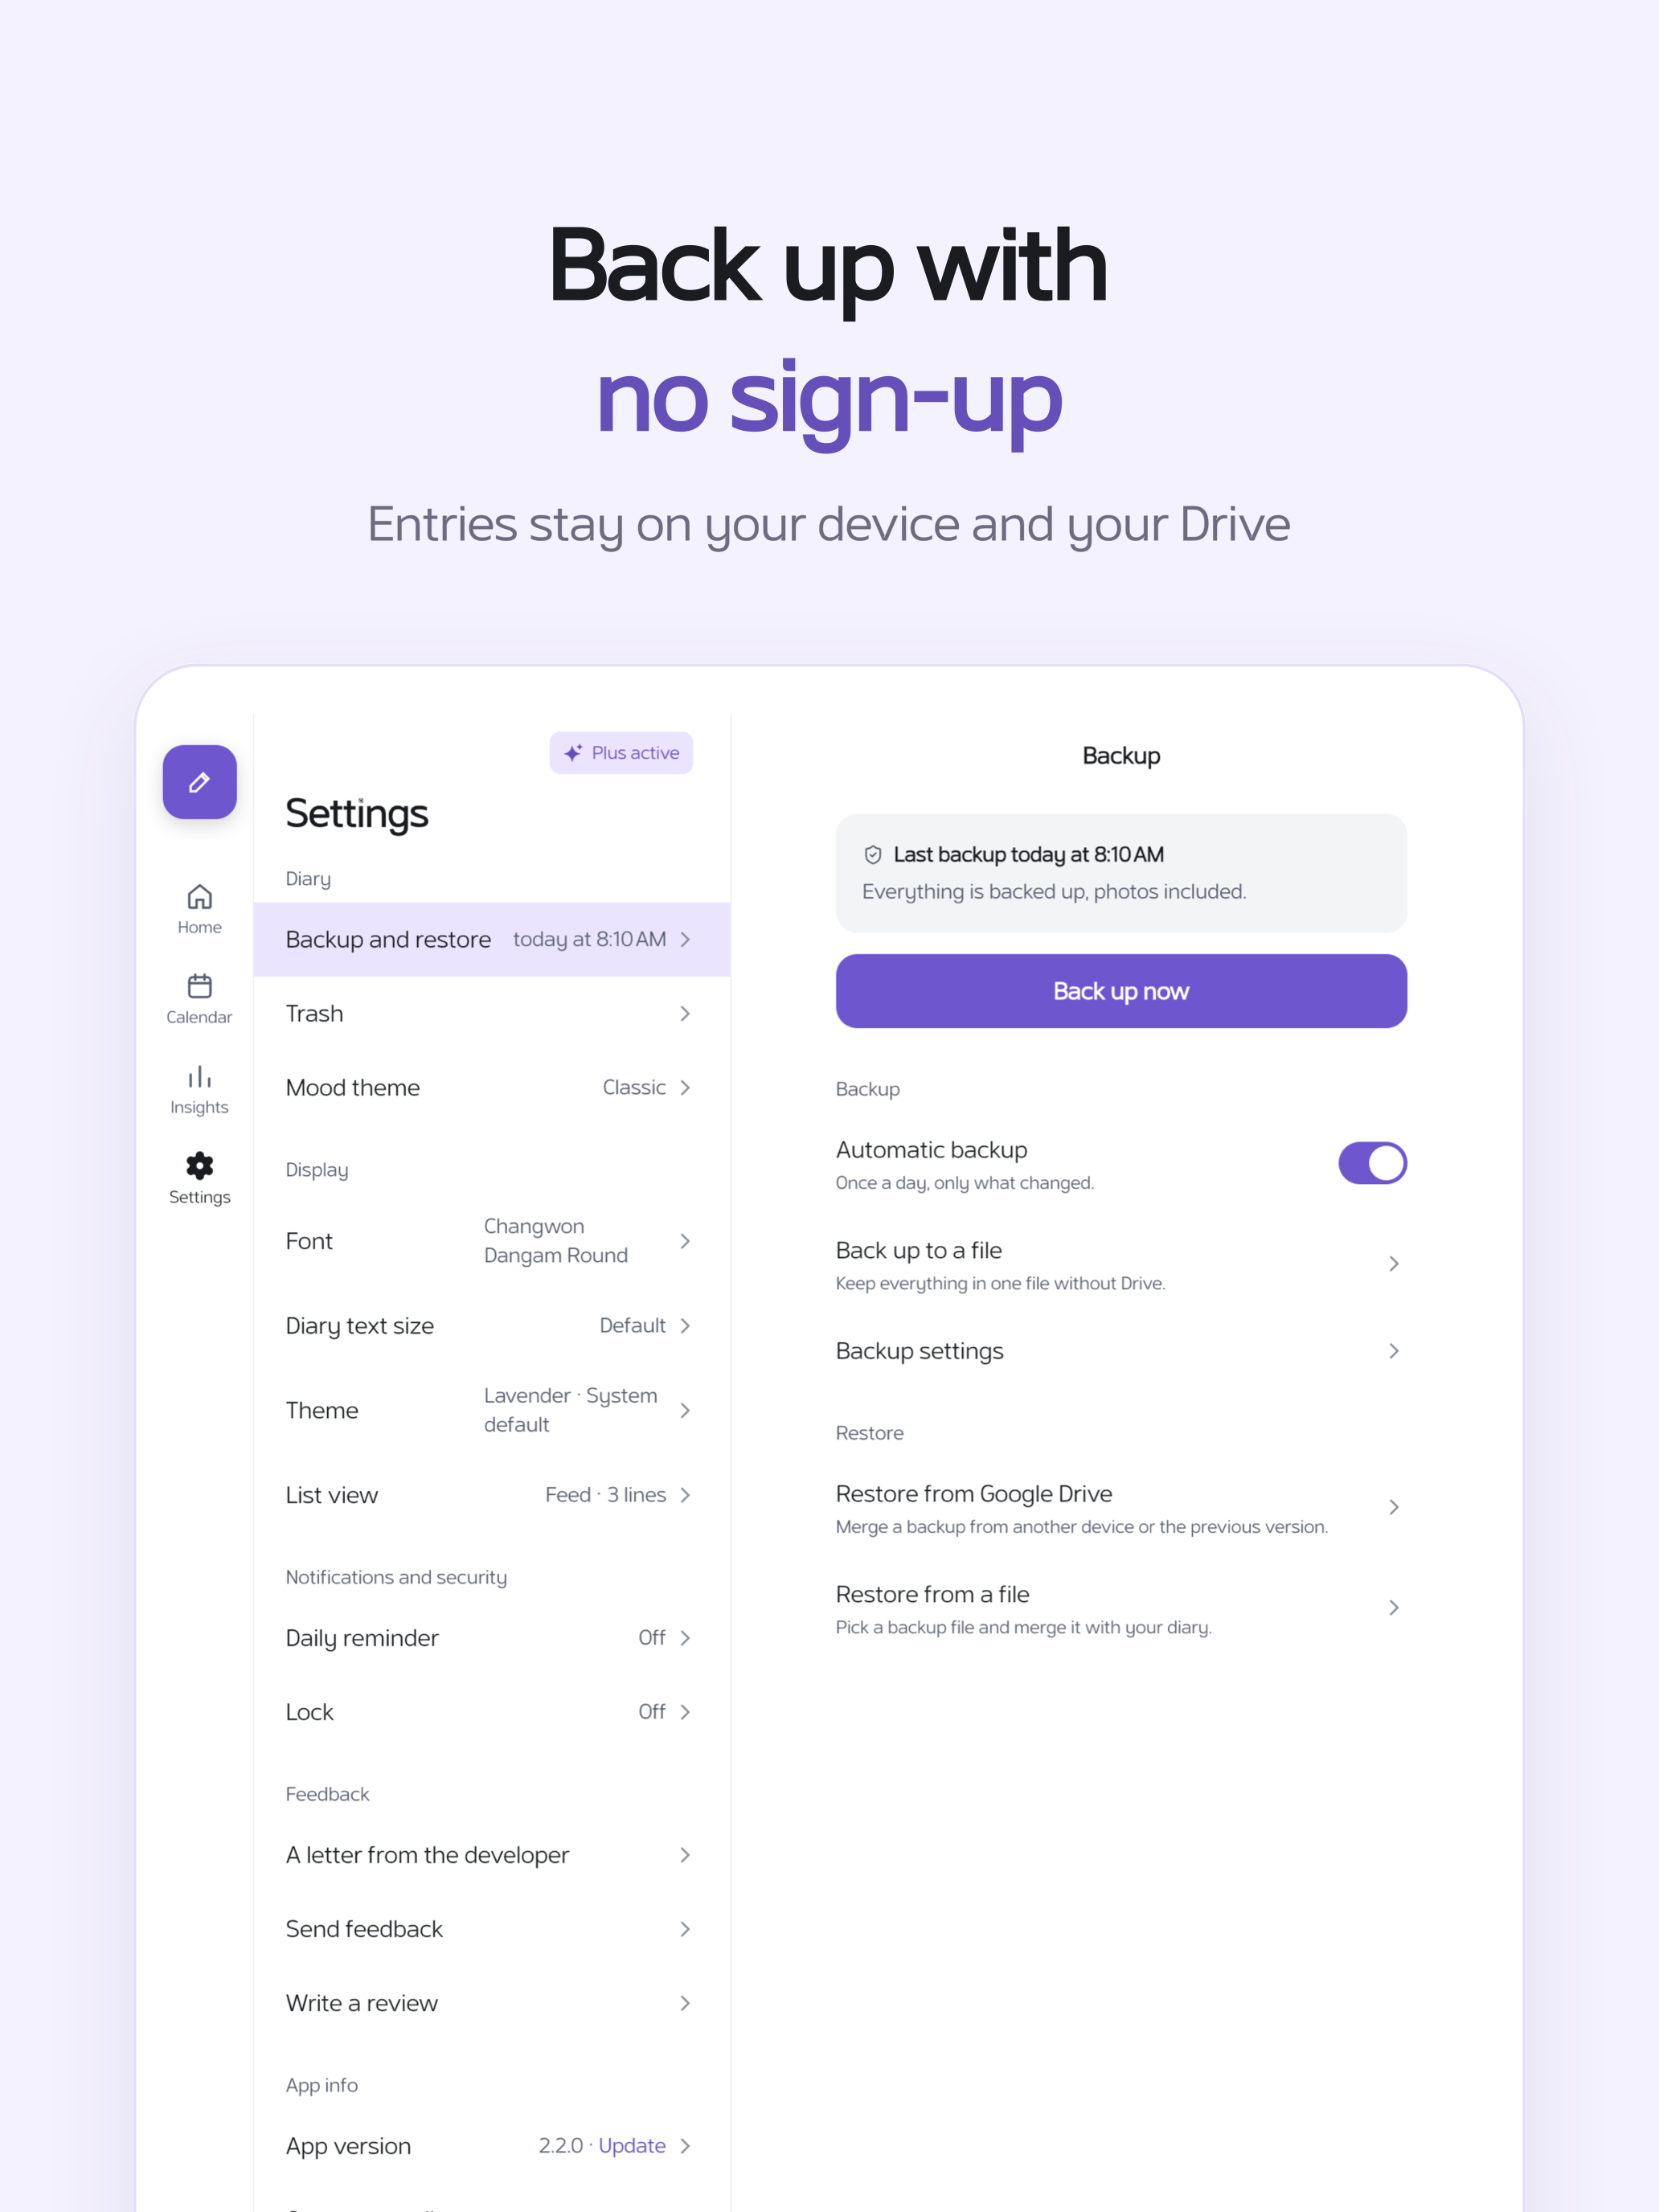 Back up with
no sign-up
Entries stay on your device and your Drive
Home
Calendar
Insights
Settings
Plus active
Settings
Diary
Backup and restore today at 8:10 AM
Trash
Mood theme Classic
Display
Font Changwon
Dangam Round
Diary text size Default
Theme Lavender · System
default
List view Feed · 3 lines
Notifications and security
Daily reminder Off
Lock Off
Feedback
A letter from the developer
Send feedback
Write a review
App info
App version 2.2.0 · Update
Backup
Last backup today at 8:10 AM
Everything is backed up, photos included.
Back up now
Backup
Automatic backup
Once a day, only what changed.
Back up to a file
Keep everything in one file without Drive.
Backup settings
Restore
Restore from Google Drive
Merge a backup from another device or the previous version.
Restore from a file
Pick a backup file and merge it with your diary.